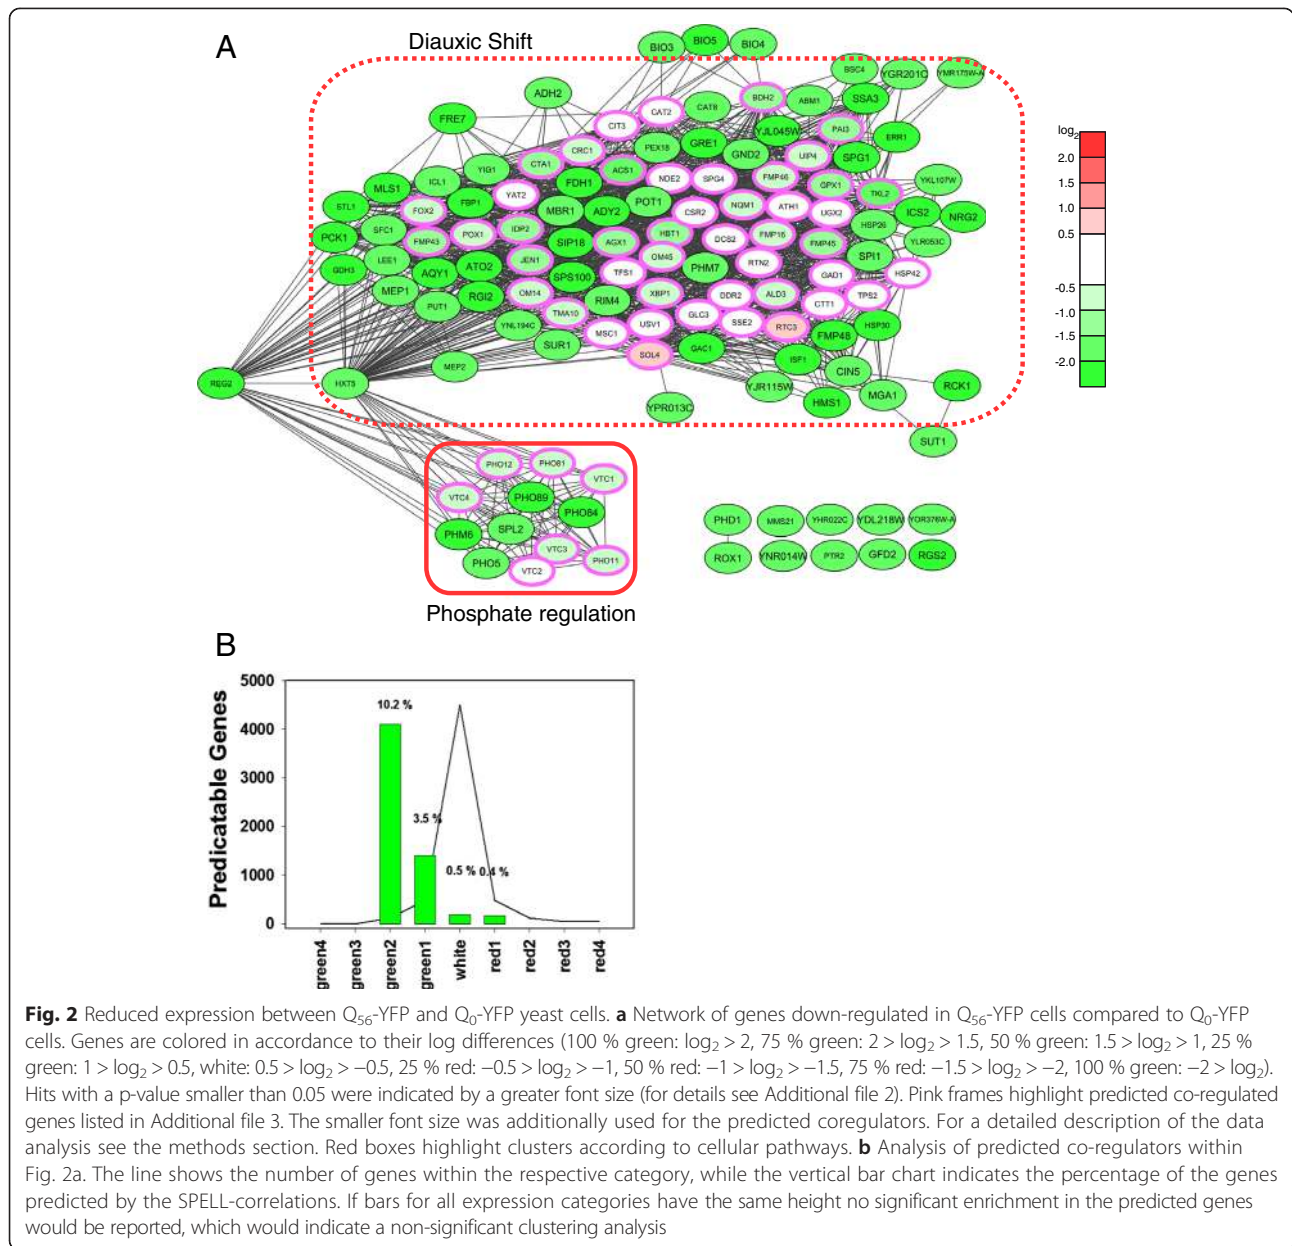 A
Diauxic Shift
BIO3
BIO5
BIO4
BSC4
YGR201C
YMR175W-A
ADH2
CAT2
CAT8
BDH2
ABM1
SSA3
FRE7
CIT3
YJL045W
PAI3
ERR1
CRC1
PEX18
GRE1
GND2
UIP4
SPG1
YIG1
CTA1
ACS1
NDE2
SPG4
FMP46
GPX1
TKL2
YKL107W
MLS1
ICL1
FDH1
STL1
FBP1
YAT2
MBR1
ADY2
POT1
CSR2
NQM1
ATH1
UGX2
ICS2
NRG2
FOX2
PCK1
SFC1
FMP43
POX1
IDP2
SIP18
AGX1
HBT1
DCS2
FMP16
FMP45
HSP26
YLR053C
SPI1
GDH3
LEE1
AQY1
ATO2
JEN1
SPS100
TFS1
OM45
PHM7
RTN2
GAD1
HSP42
MEP1
PUT1
RGI2
OM14
TMA10
RIM4
XBP1
DDR2
ALD3
CTT1
TPS2
YNL194C
SUR1
MSC1
USV1
GLC3
SSE2
RTC3
FMP48
HSP30
SOL4
GAC1
ISF1
CIN5
MEP2
REG2
HXT5
YJR115W
HMS1
MGA1
RCK1
YPR013C
SUT1
log2
2.0
1.5
1.0
0.5
-0.5
-1.0
-1.5
-2.0
PHO12
PHO81
VTC1
VTC4
PHO89
PHO84
PHM6
SPL2
VTC3
PHO5
VTC2
PHO11
Phosphate regulation
PHD1
MMS21
YHR022C
YDL218W
YOR376W-A
ROX1
YNR014W
PTR2
GFD2
RGS2
B
Predicatable Genes
5000
4000
3000
2000
1000
0
10.2 %
3.5 %
0.5 %
0.4 %
green4
green3
green2
green1
white
red1
red2
red3
red4
Fig. 2 Reduced expression between Q56-YFP and Q0-YFP yeast cells. a Network of genes down-regulated in Q56-YFP cells compared to Q0-YFP
cells. Genes are colored in accordance to their log differences (100 % green: log2 > 2, 75 % green: 2 > log2 > 1.5, 50 % green: 1.5 > log2 > 1, 25 %
green: 1 > log2 > 0.5, white: 0.5 > log2 > −0.5, 25 % red: −0.5 > log2 > −1, 50 % red: −1 > log2 > −1.5, 75 % red: −1.5 > log2 > −2, 100 % green: −2 > log2).
Hits with a p-value smaller than 0.05 were indicated by a greater font size (for details see Additional file 2). Pink frames highlight predicted co-regulated
genes listed in Additional file 3. The smaller font size was additionally used for the predicted coregulators. For a detailed description of the data
analysis see the methods section. Red boxes highlight clusters according to cellular pathways. b Analysis of predicted co-regulators within
Fig. 2a. The line shows the number of genes within the respective category, while the vertical bar chart indicates the percentage of the genes
predicted by the SPELL-correlations. If bars for all expression categories have the same height no significant enrichment in the predicted genes
would be reported, which would indicate a non-significant clustering analysis